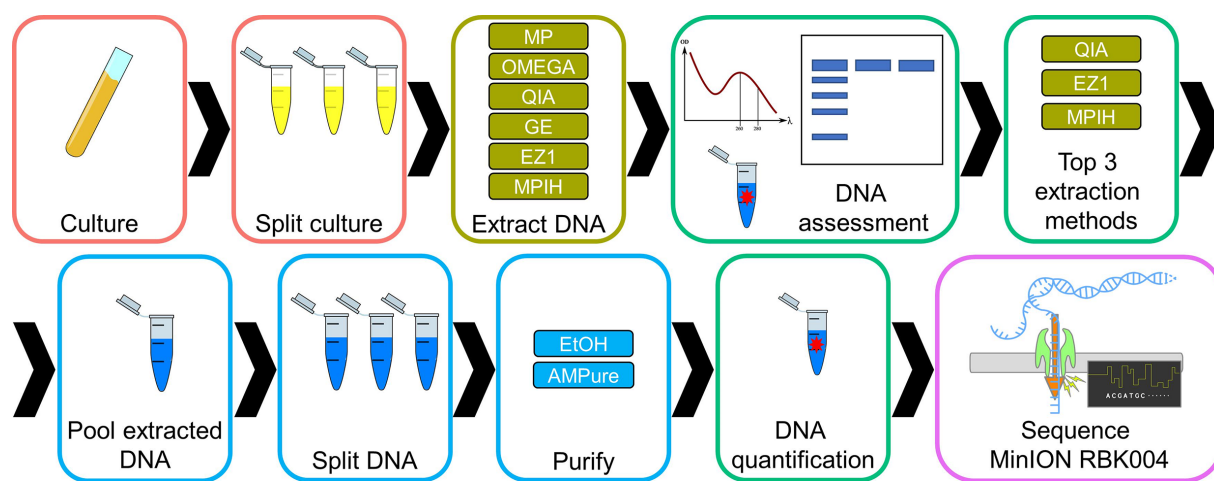 Culture
Split culture
MP
OMEGA
QIA
GE
EZ1
MPIH
Extract DNA
OD
260
280
λ
DNA
assessment
QIA
EZ1
MPIH
Top 3
extraction
methods
Pool extracted
DNA
Split DNA
EtOH
AMPure
Purify
DNA
quantification
ACGATGC······
Sequence
MinION RBK004